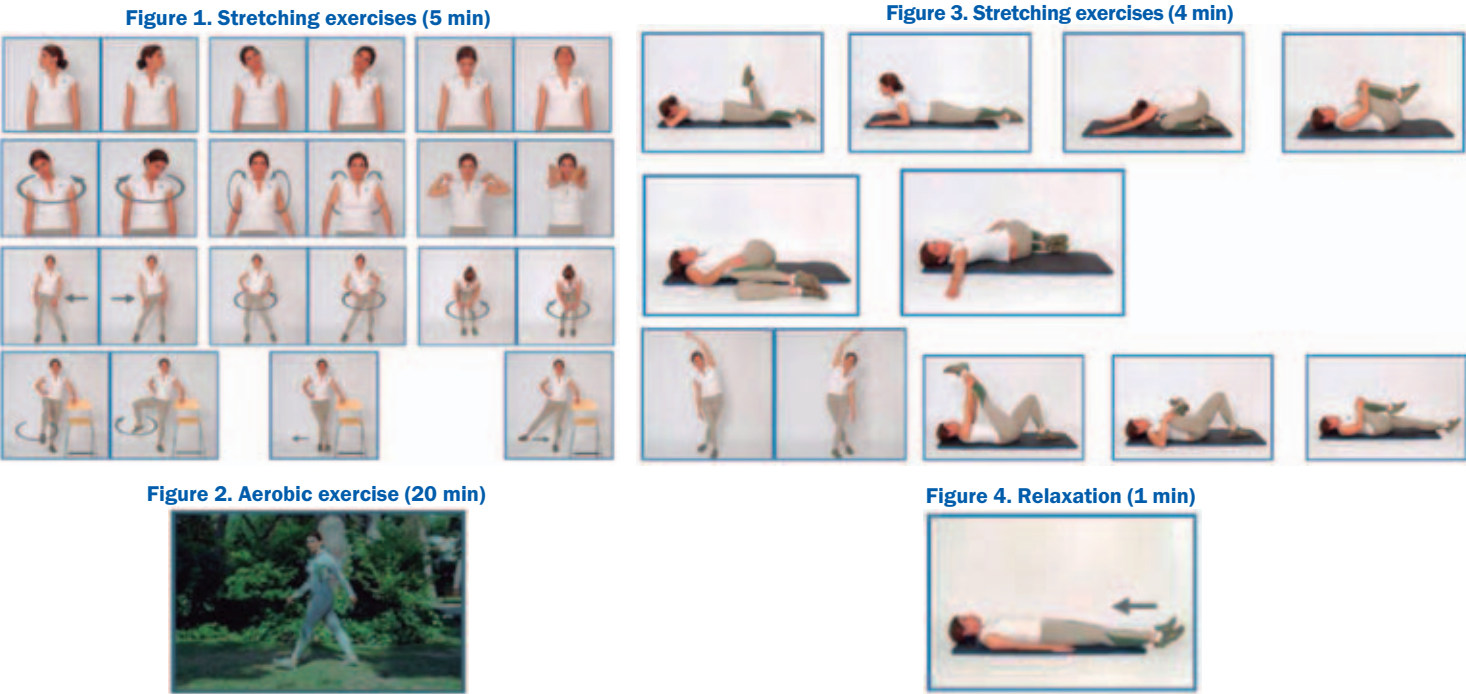 Figure 1. Stretching exercises (5 min)
Figure 3. Stretching exercises (4 min)
Figure 2. Aerobic exercise (20 min)
Figure 4. Relaxation (1 min)